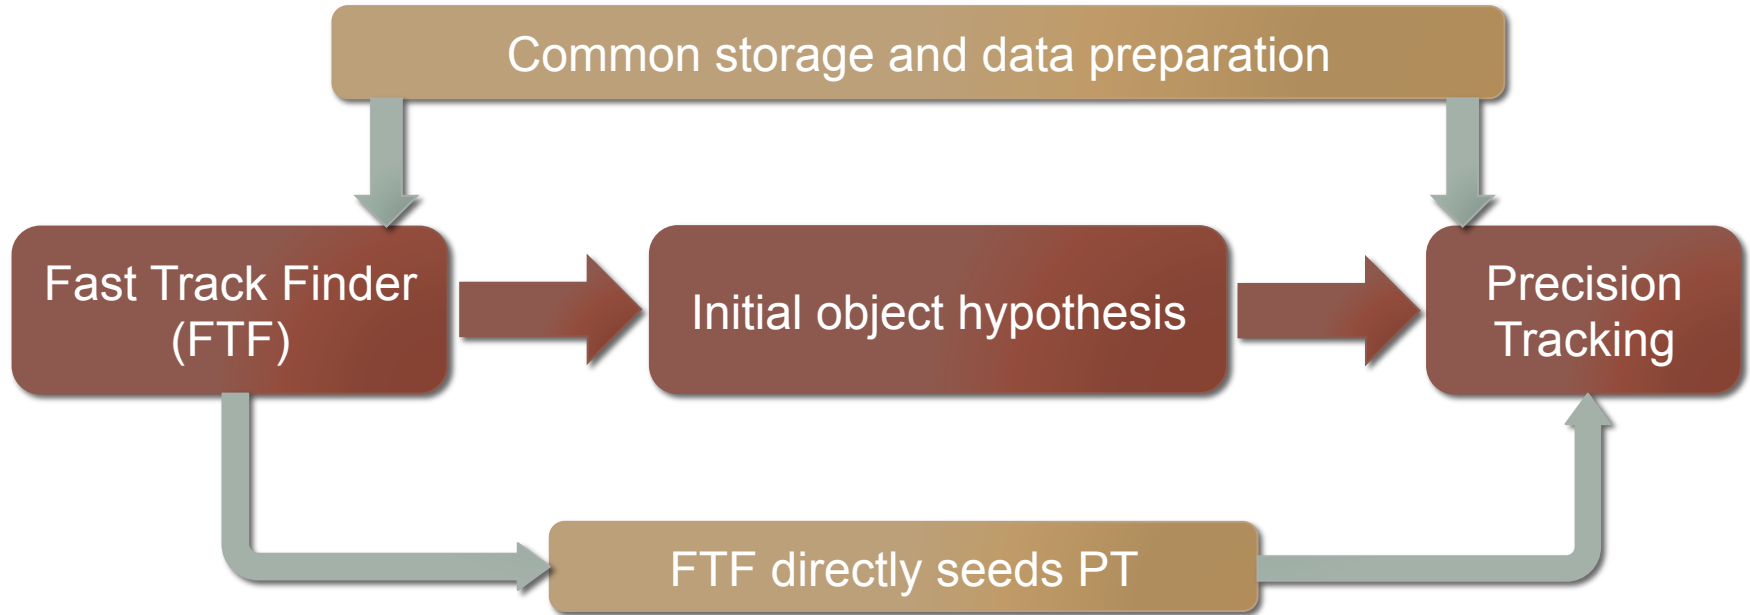 Common storage and data preparation
Fast Track Finder
(FTF)
Initial object hypothesis
Precision
Tracking
FTF directly seeds PT